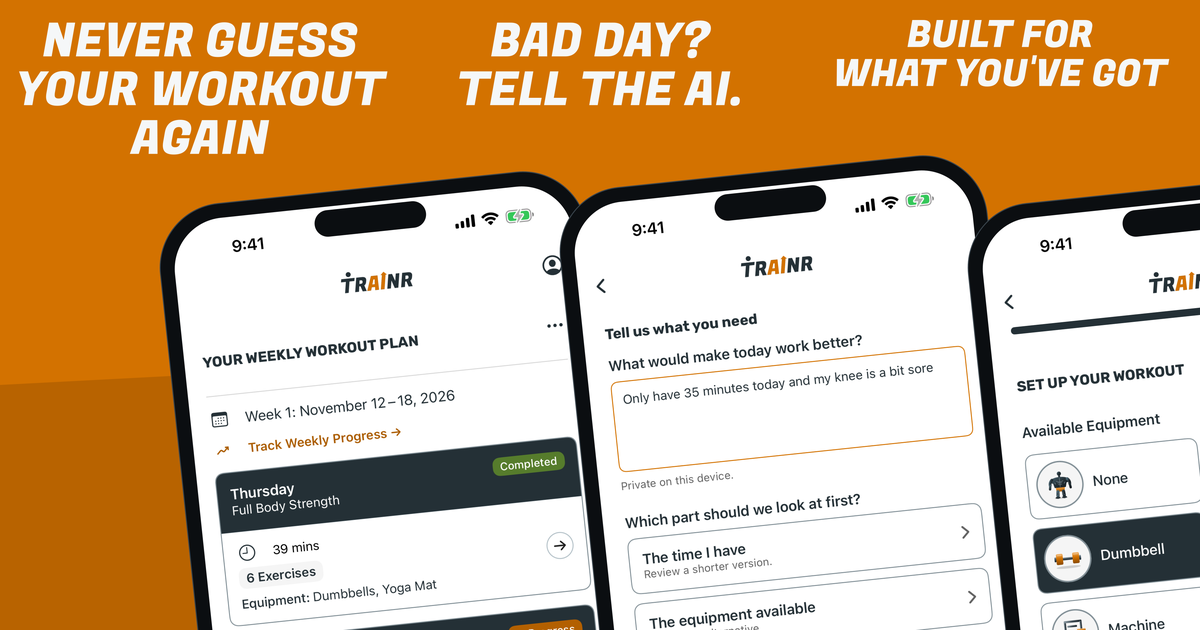 NEVER GUESS
YOUR WORKOUT
AGAIN
BAD DAY?
TELL THE AI.
BUILT FOR
WHAT YOU'VE GOT
9:41
TRAINR
YOUR WEEKLY WORKOUT PLAN
Week 1: November 12–18, 2026
Track Weekly Progress →
Completed
Thursday
Full Body Strength
39 mins
6 Exercises
Equipment: Dumbbells, Yoga Mat
9:41
TRAINR
Tell us what you need
What would make today work better?
Only have 35 minutes today and my knee is a bit sore
Private on this device.
Which part should we look at first?
The time I have
Review a shorter version.
The equipment available
9:41
SET UP YOUR WORKOUT
Available Equipment
None
Dumbbell
Machine